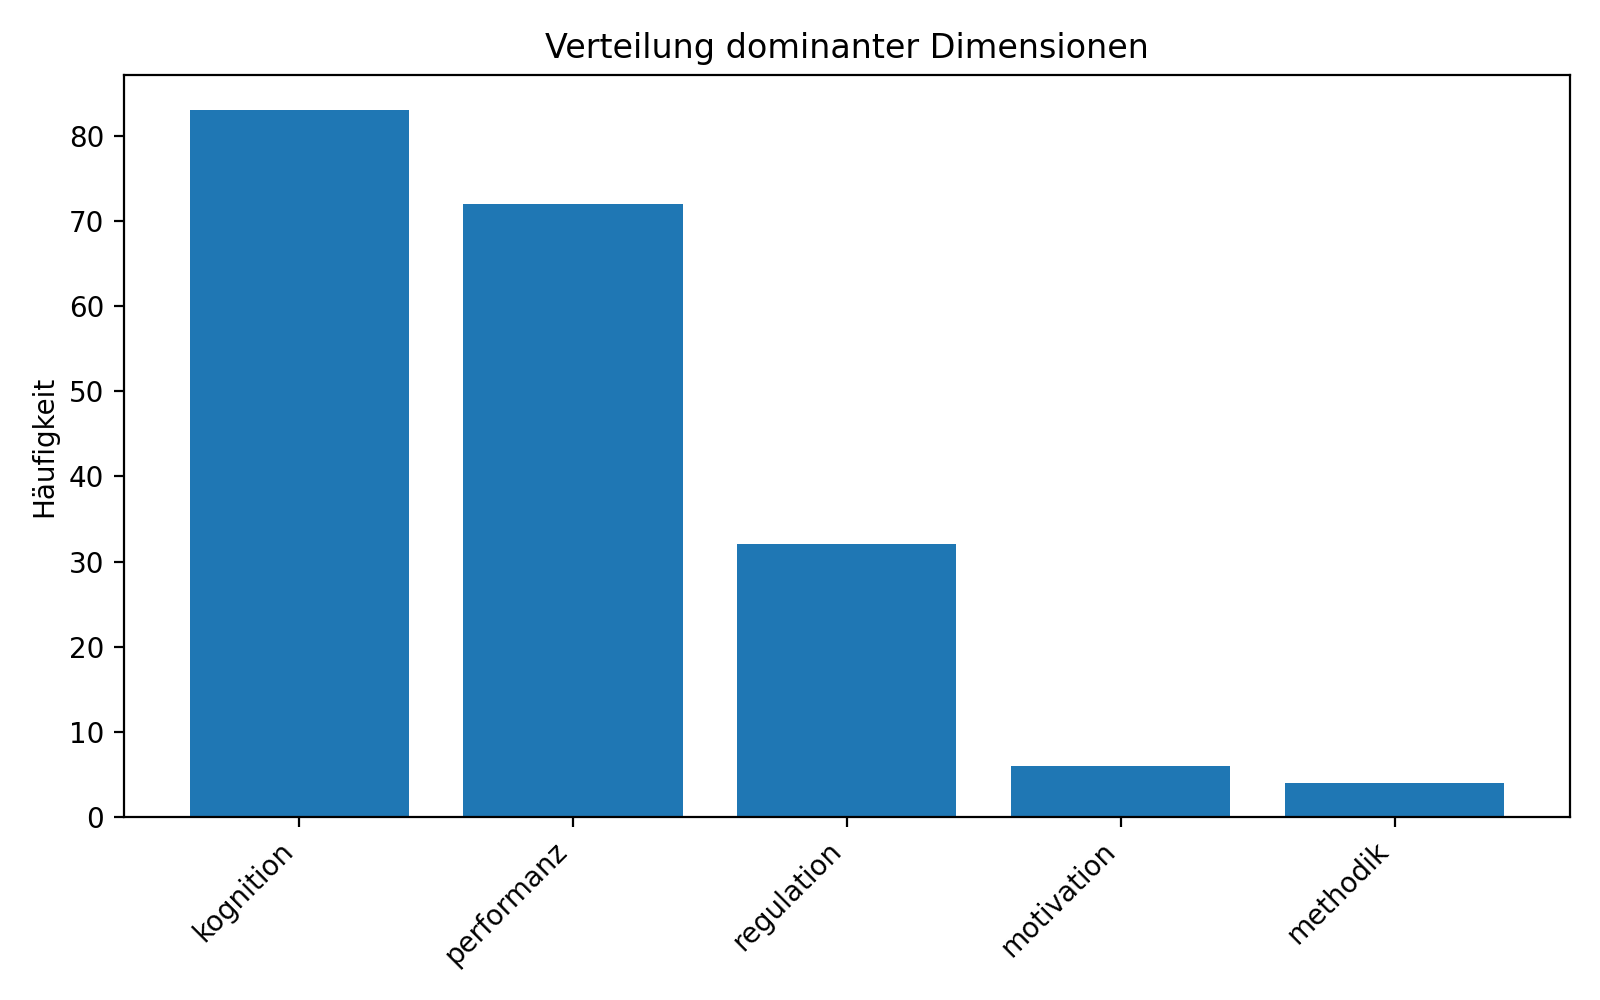 Verteilung dominanter Dimensionen
Häufigkeit
80
70
60
50
40
30
20
10
0
kognition
performanz
regulation
motivation
methodik